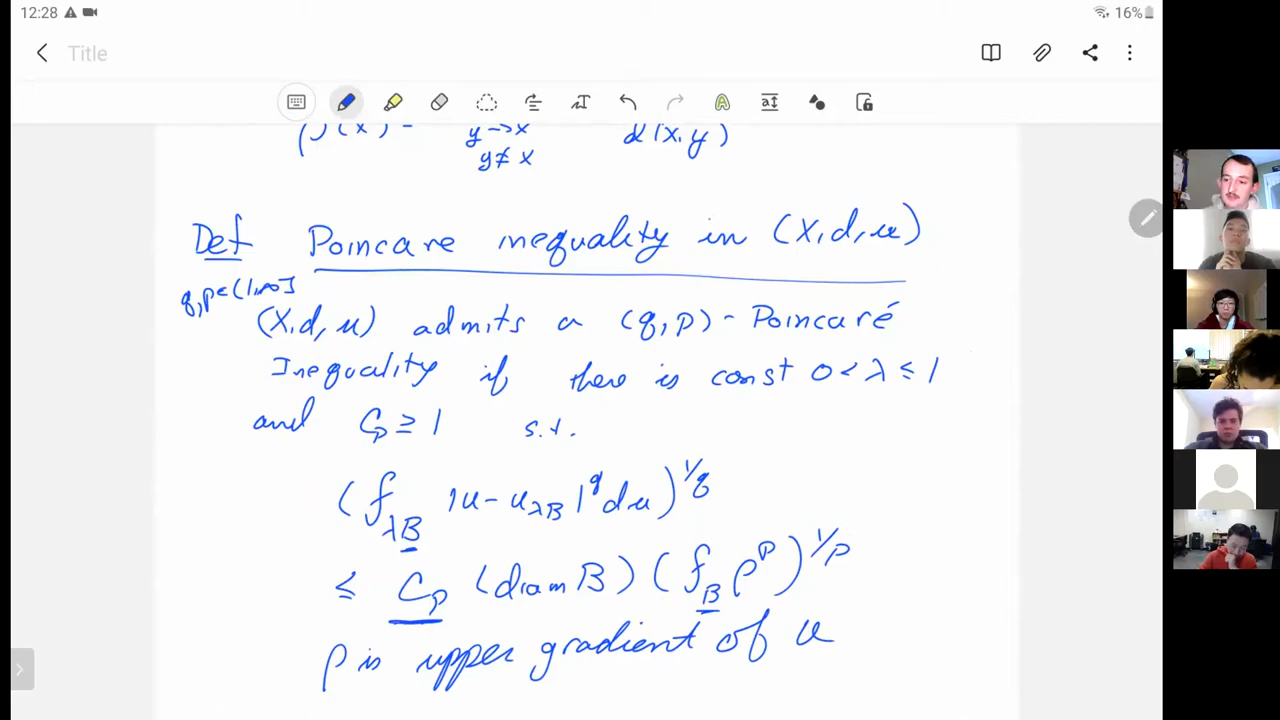 12:28
16%
Title
ρ(x) = y→x d(x,y)
y≠x
Def Poincare inequality in (X,d,μ)
q,p∈[1,∞]
(X,d,μ) admits a (q,p)-Poincaré
Inequality if there is const 0<λ≤1
and C_p ≥ 1 s.t.
(⨍_{λB} |u-u_{λB}|^q dμ)^{1/q}
≤ C_p (diam B) (⨍_B ρ^p)^{1/p}
ρ is upper gradient of u